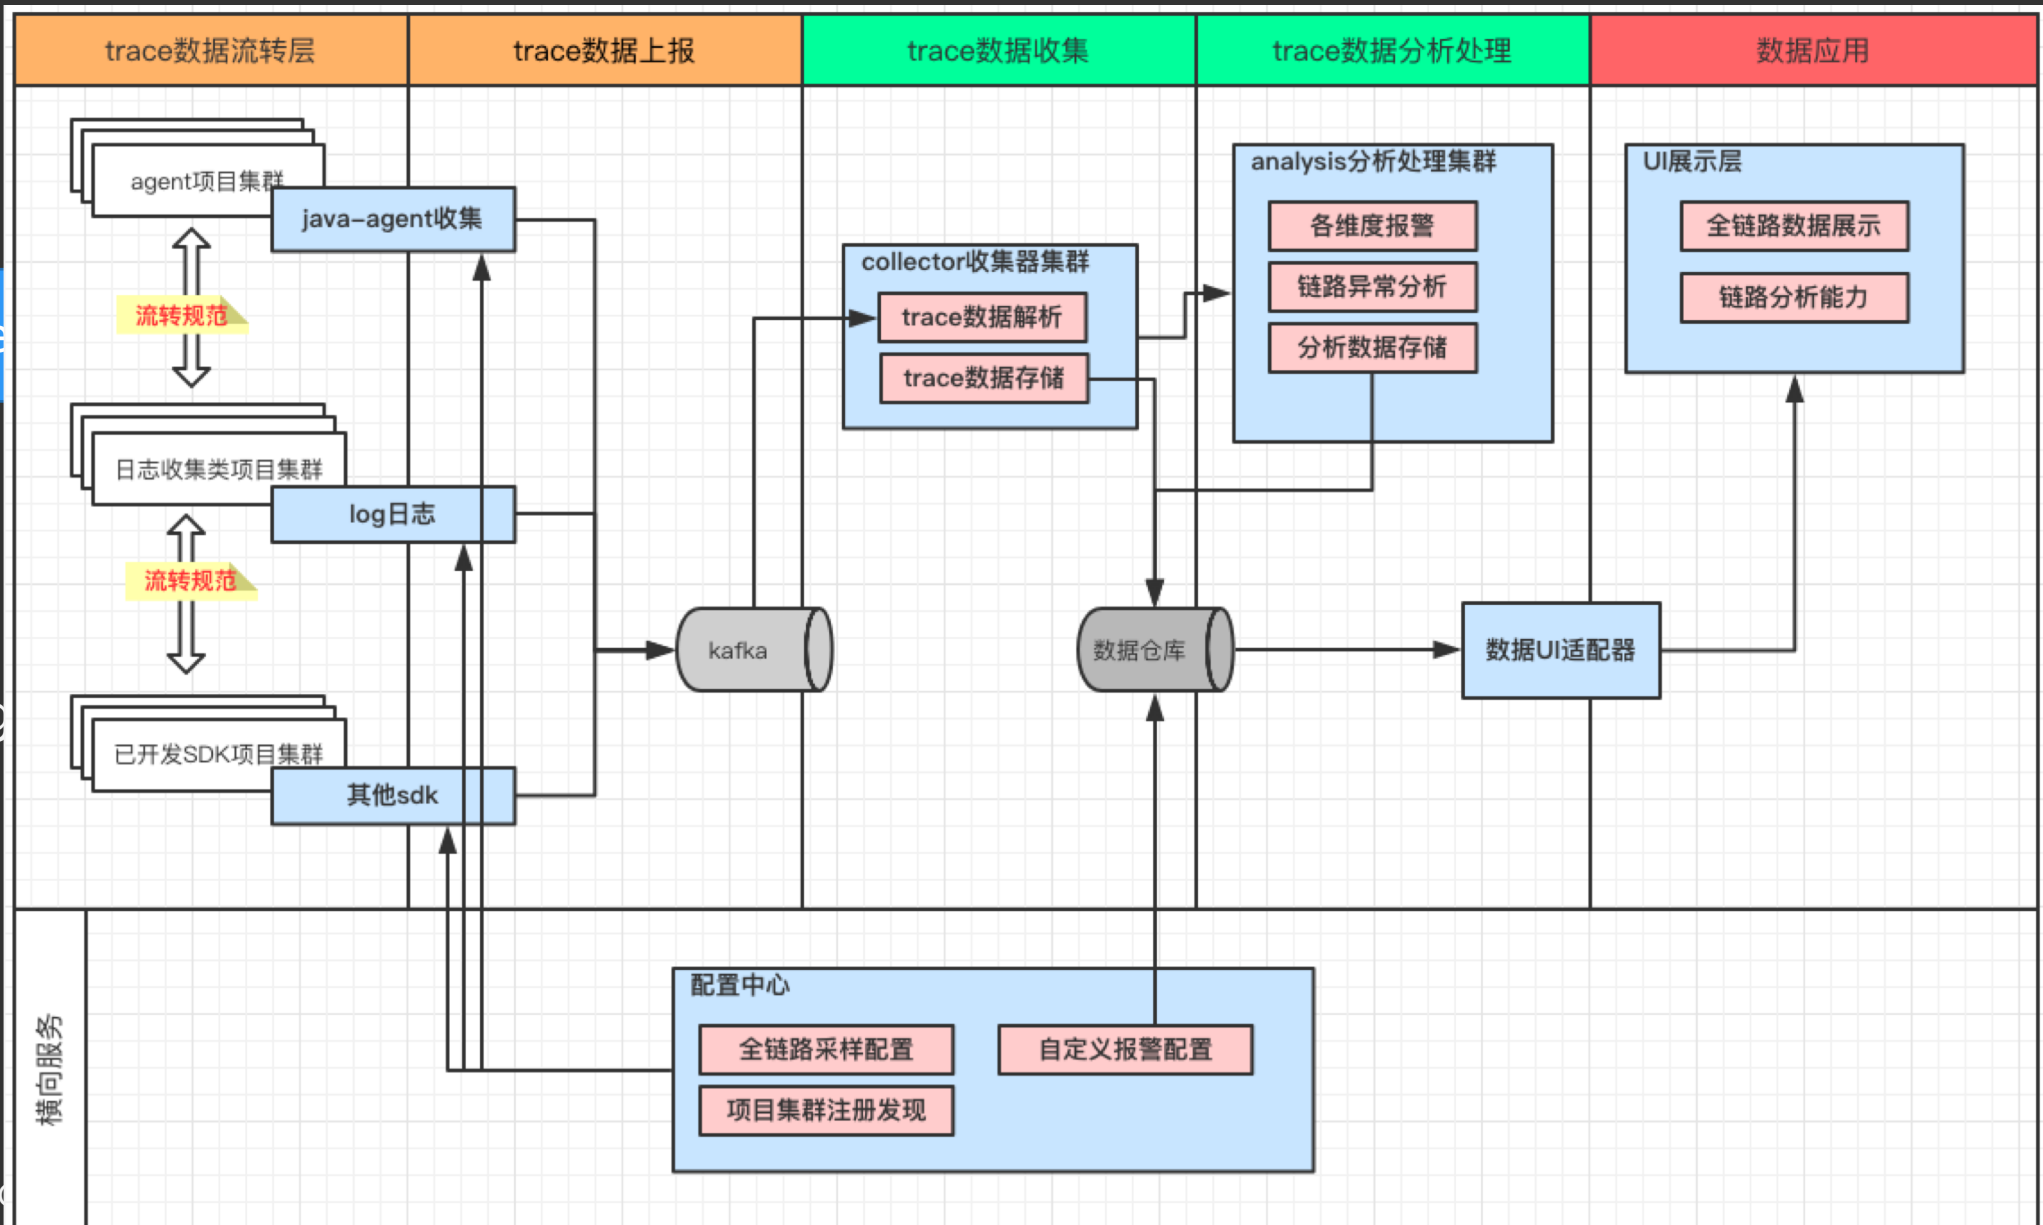 trace数据流转层
trace数据上报
trace数据收集
trace数据分析处理
数据应用
agent项目集群
java-agent收集
流转规范
日志收集类项目集群
log日志
流转规范
已开发SDK项目集群
其他sdk
kafka
collector收集器集群
trace数据解析
trace数据存储
数据仓库
analysis分析处理集群
各维度报警
链路异常分析
分析数据存储
数据UI适配器
UI展示层
全链路数据展示
链路分析能力
横向服务
配置中心
全链路采样配置
自定义报警配置
项目集群注册发现